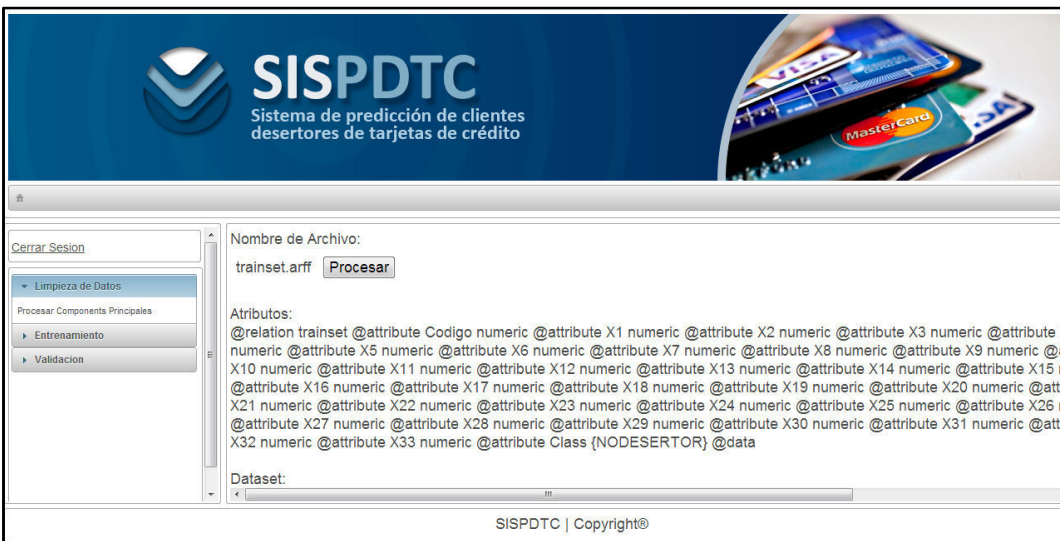 SISPDTC
Sistema de predicción de clientes
desertores de tarjetas de crédito
VISA
MasterCard
Cerrar Sesion
Limpieza de Datos
Procesar Components Principales
Entrenamiento
Validacion
Nombre de Archivo:
trainset.arff Procesar
Atributos:
@relation trainset @attribute Codigo numeric @attribute X1 numeric @attribute X2 numeric @attribute X3 numeric @attribute
numeric @attribute X5 numeric @attribute X6 numeric @attribute X7 numeric @attribute X8 numeric @attribute X9 numeric
X10 numeric @attribute X11 numeric @attribute X12 numeric @attribute X13 numeric @attribute X14 numeric @attribute X15
@attribute X16 numeric @attribute X17 numeric @attribute X18 numeric @attribute X19 numeric @attribute X20 numeric @att
X21 numeric @attribute X22 numeric @attribute X23 numeric @attribute X24 numeric @attribute X25 numeric @attribute X26
@attribute X27 numeric @attribute X28 numeric @attribute X29 numeric @attribute X30 numeric @attribute X31 numeric @att
X32 numeric @attribute X33 numeric @attribute Class {NODESERTOR} @data
Dataset:
SISPDTC | Copyright®